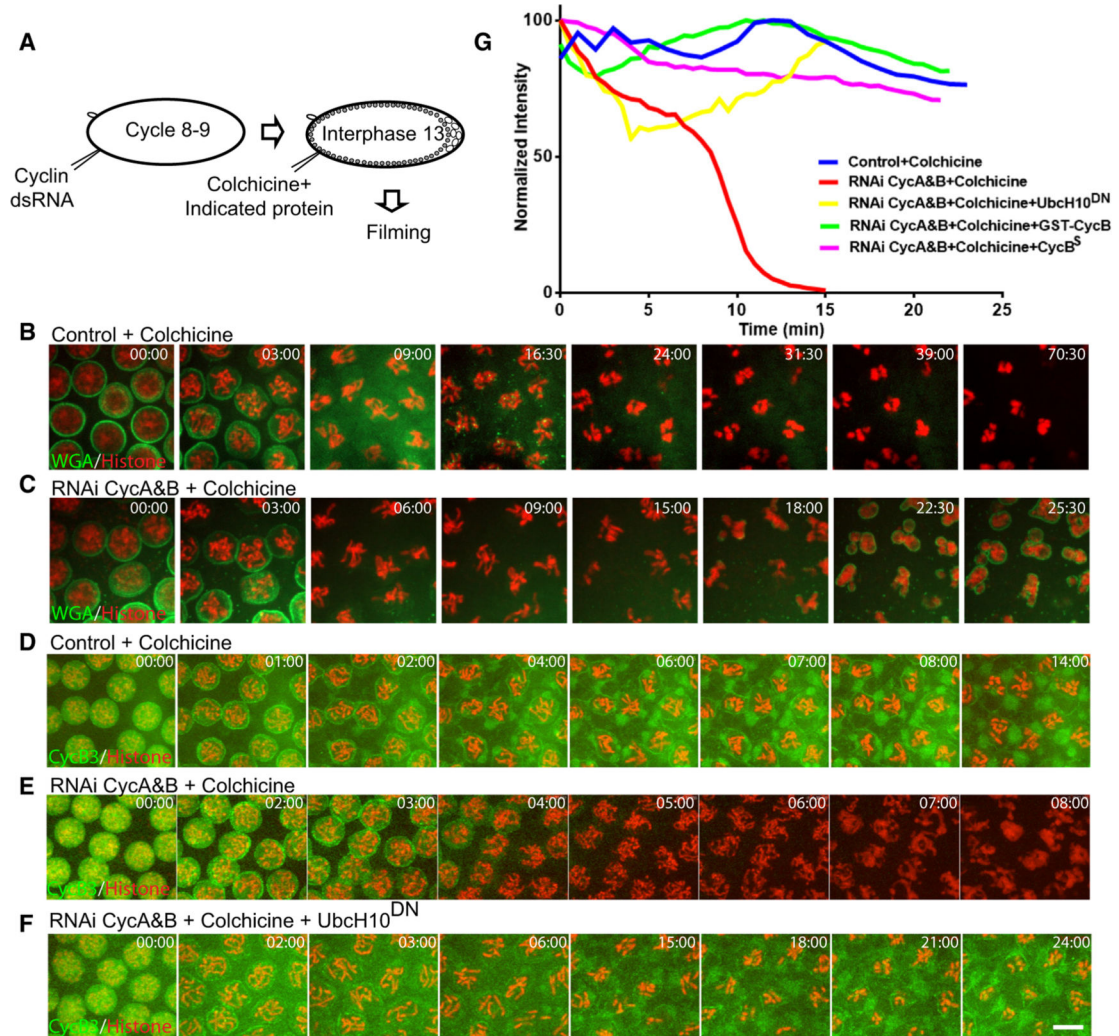 A
Cycle 8-9
Cyclin
dsRNA
Interphase 13
Colchicine+
Indicated protein
Filming
G
Normalized Intensity
100
50
0
0 5 10 15 20 25
Time (min)
Control+Colchicine
RNAi CycA&B+Colchicine
RNAi CycA&B+Colchicine+UbcH10DN
RNAi CycA&B+Colchicine+GST-CycB
RNAi CycA&B+Colchicine+CycBS
B Control + Colchicine
00:00 03:00 09:00 16:30 24:00 31:30 39:00 70:30
WGA/Histone
C RNAi CycA&B + Colchicine
00:00 03:00 06:00 09:00 15:00 18:00 22:30 25:30
WGA/Histone
D Control + Colchicine
00:00 01:00 02:00 04:00 06:00 07:00 08:00 14:00
CycB3/Histone
E RNAi CycA&B + Colchicine
00:00 02:00 03:00 04:00 05:00 06:00 07:00 08:00
CycB3/Histone
F RNAi CycA&B + Colchicine + UbcH10DN
00:00 02:00 03:00 06:00 15:00 18:00 21:00 24:00
CycB3/Histone